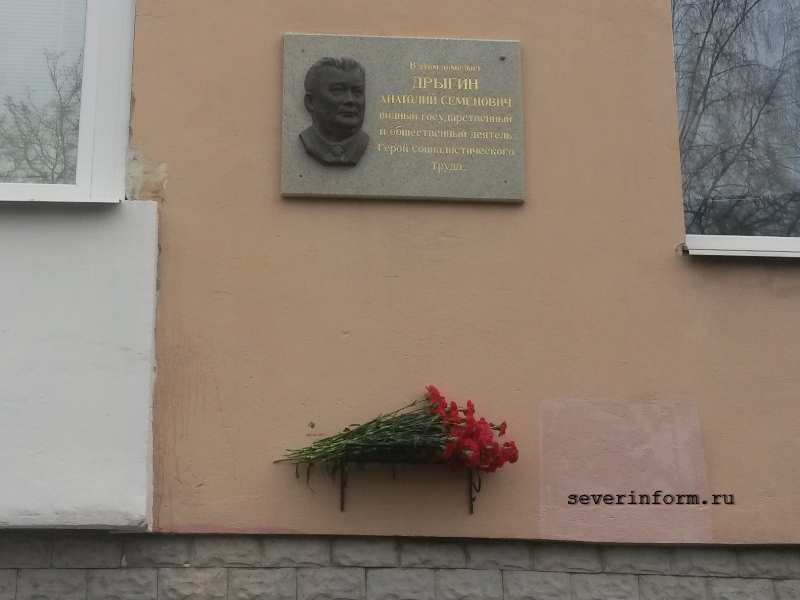 В этом доме жил
ДРЫГИН
АНАТОЛИЙ СЕМЕНОВИЧ
видный государственный
и общественный деятель,
Герой Социалистического
Труда.
severinform.ru